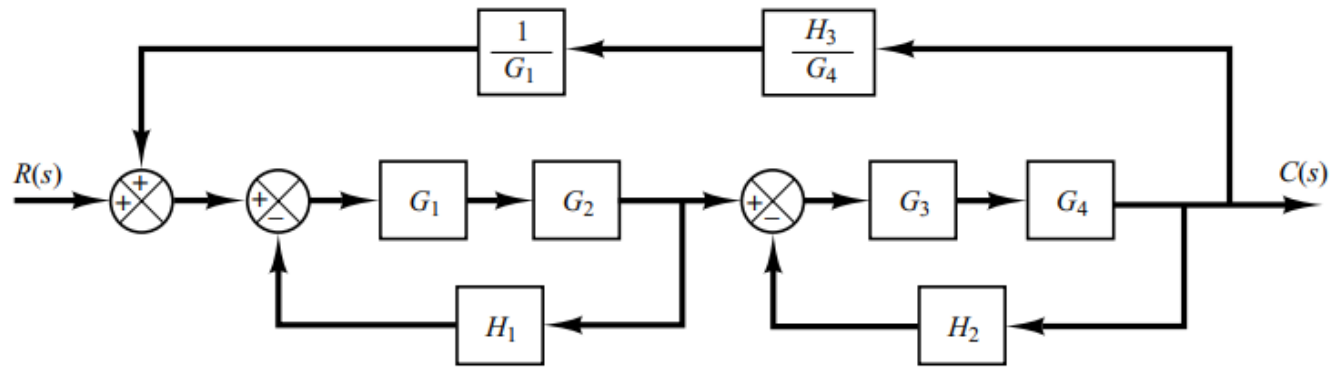 1
G₁
H₃
G₄
R(s)
+
+
+
−
G₁
G₂
+
−
G₃
G₄
C(s)
H₁
H₂